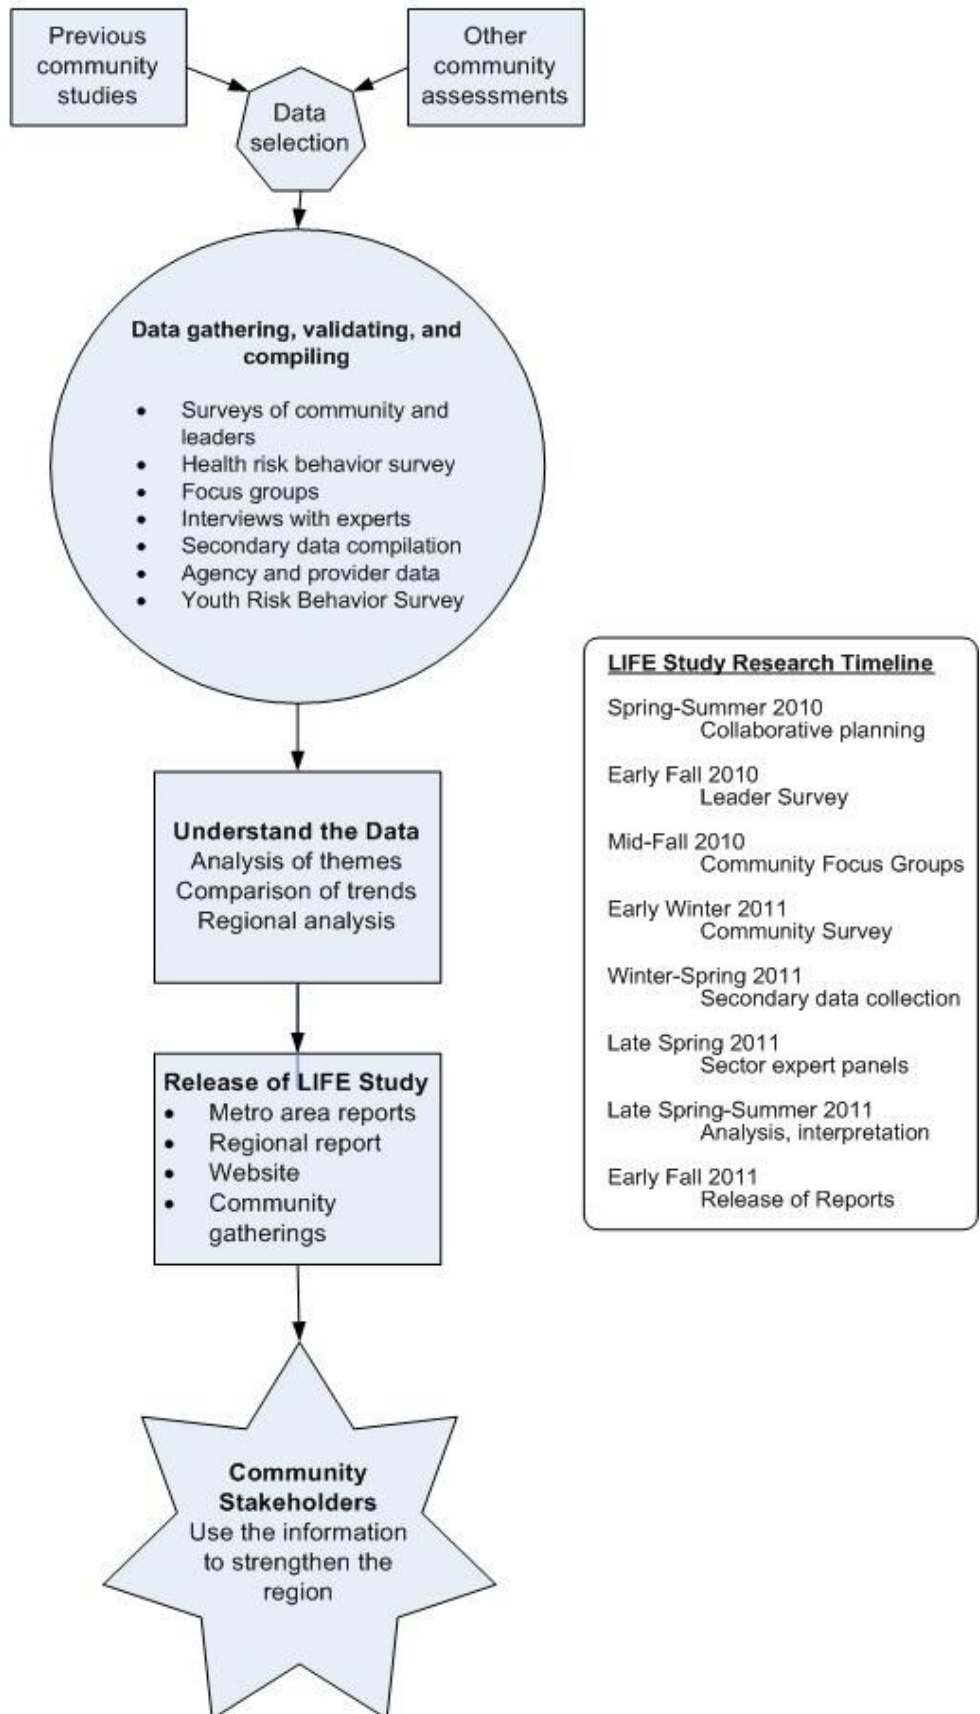 Previous
community
studies
Other
community
assessments
Data
selection
Data gathering, validating, and
compiling
• Surveys of community and
leaders
• Health risk behavior survey
• Focus groups
• Interviews with experts
• Secondary data compilation
• Agency and provider data
• Youth Risk Behavior Survey
Understand the Data
Analysis of themes
Comparison of trends
Regional analysis
Release of LIFE Study
• Metro area reports
• Regional report
• Website
• Community
gatherings
Community
Stakeholders
Use the information
to strengthen the
region
LIFE Study Research Timeline
Spring-Summer 2010
Collaborative planning
Early Fall 2010
Leader Survey
Mid-Fall 2010
Community Focus Groups
Early Winter 2011
Community Survey
Winter-Spring 2011
Secondary data collection
Late Spring 2011
Sector expert panels
Late Spring-Summer 2011
Analysis, interpretation
Early Fall 2011
Release of Reports